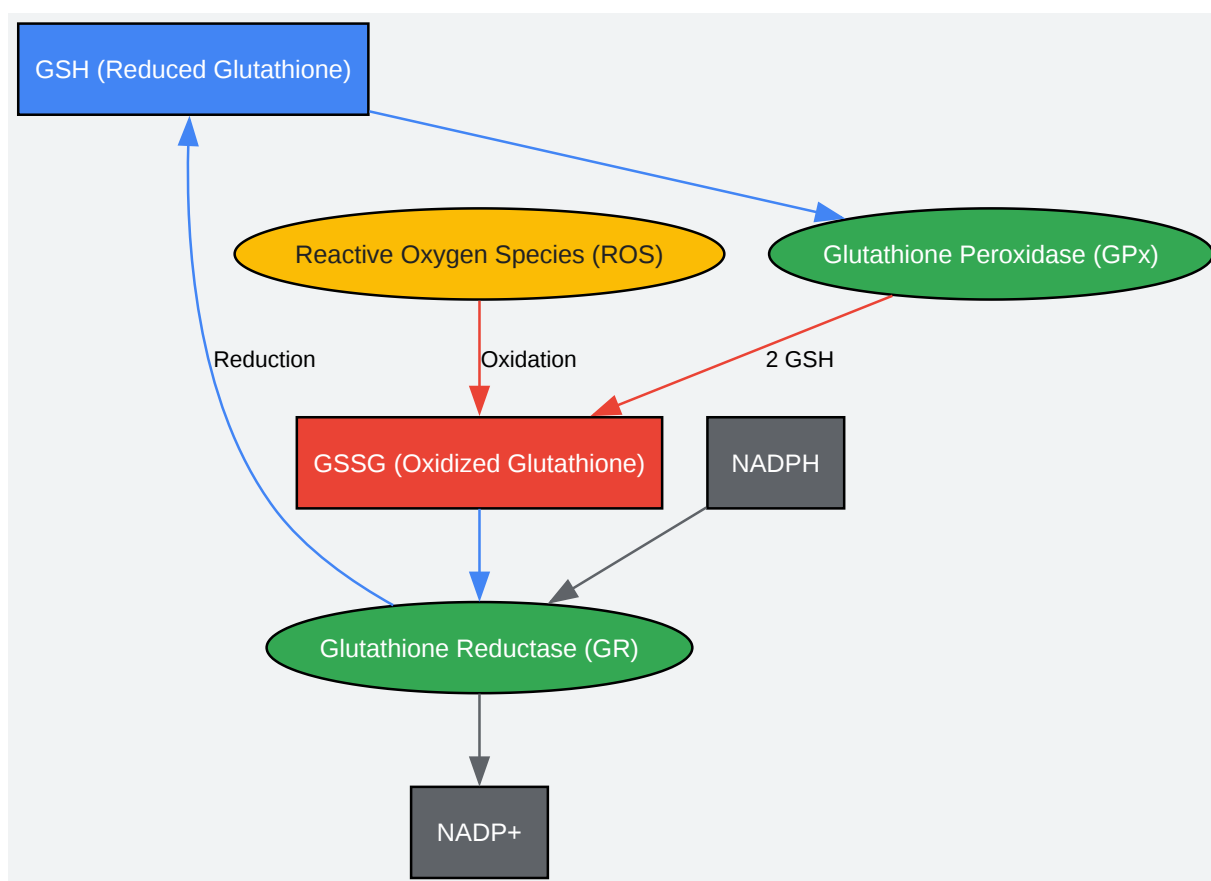 GSH (Reduced Glutathione)
Reactive Oxygen Species (ROS)
Glutathione Peroxidase (GPx)
Reduction
Oxidation
2 GSH
GSSG (Oxidized Glutathione)
NADPH
Glutathione Reductase (GR)
NADP+